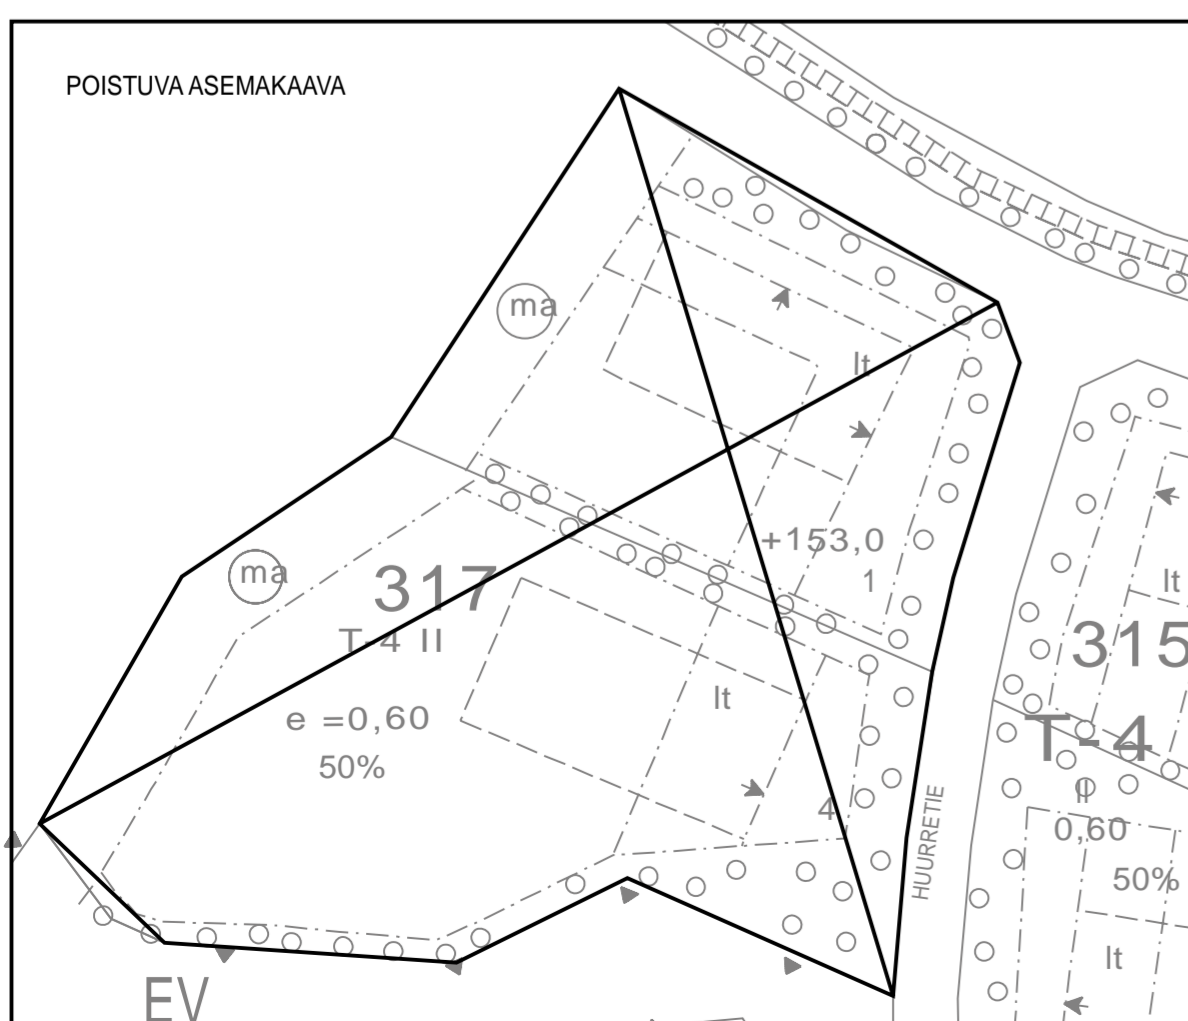 POISTUVA ASEMAKAAVA
ma
lt
+153,0
1
ma
317
T-4 II
lt
315
lt
e =0,60
T-4
50%
II
4
0,60
HUURRETIE
50%
lt
EV